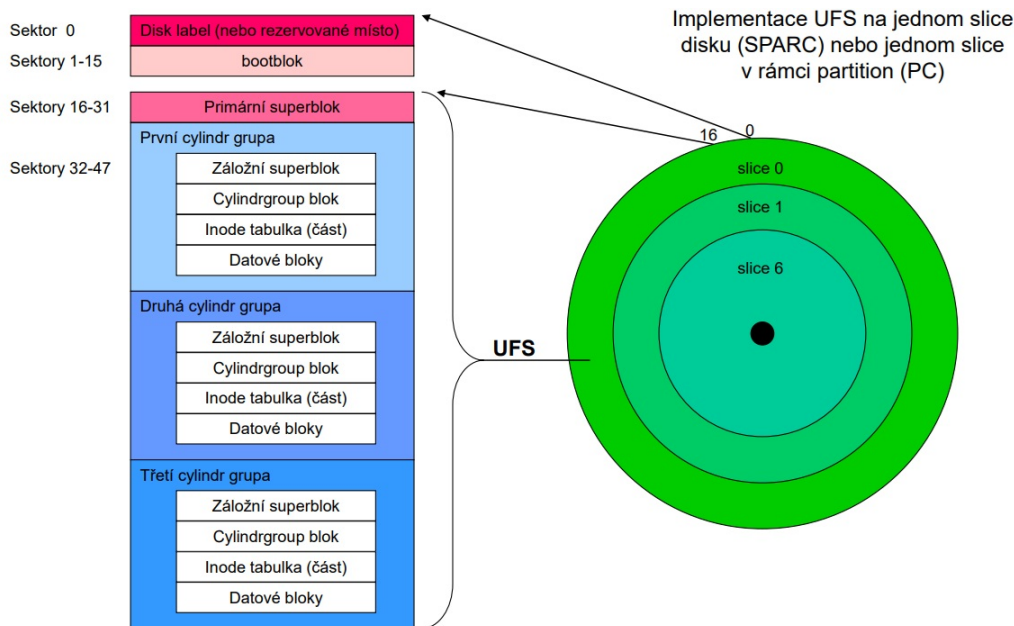 Implementace UFS na jednom slice
disku (SPARC) nebo jednom slice
v rámci partition (PC)
Sektor 0
Disk label (nebo rezervované místo)
Sektory 1-15
bootblok
Sektory 16-31
Primární superblok
První cylindr grupa
Sektory 32-47
Záložní superblok
Cylindrgroup blok
Inode tabulka (část)
Datové bloky
Druhá cylindr grupa
Záložní superblok
Cylindrgroup blok
Inode tabulka (část)
Datové bloky
Třetí cylindr grupa
Záložní superblok
Cylindrgroup blok
Inode tabulka (část)
Datové bloky
UFS
16
0
slice 0
slice 1
slice 6